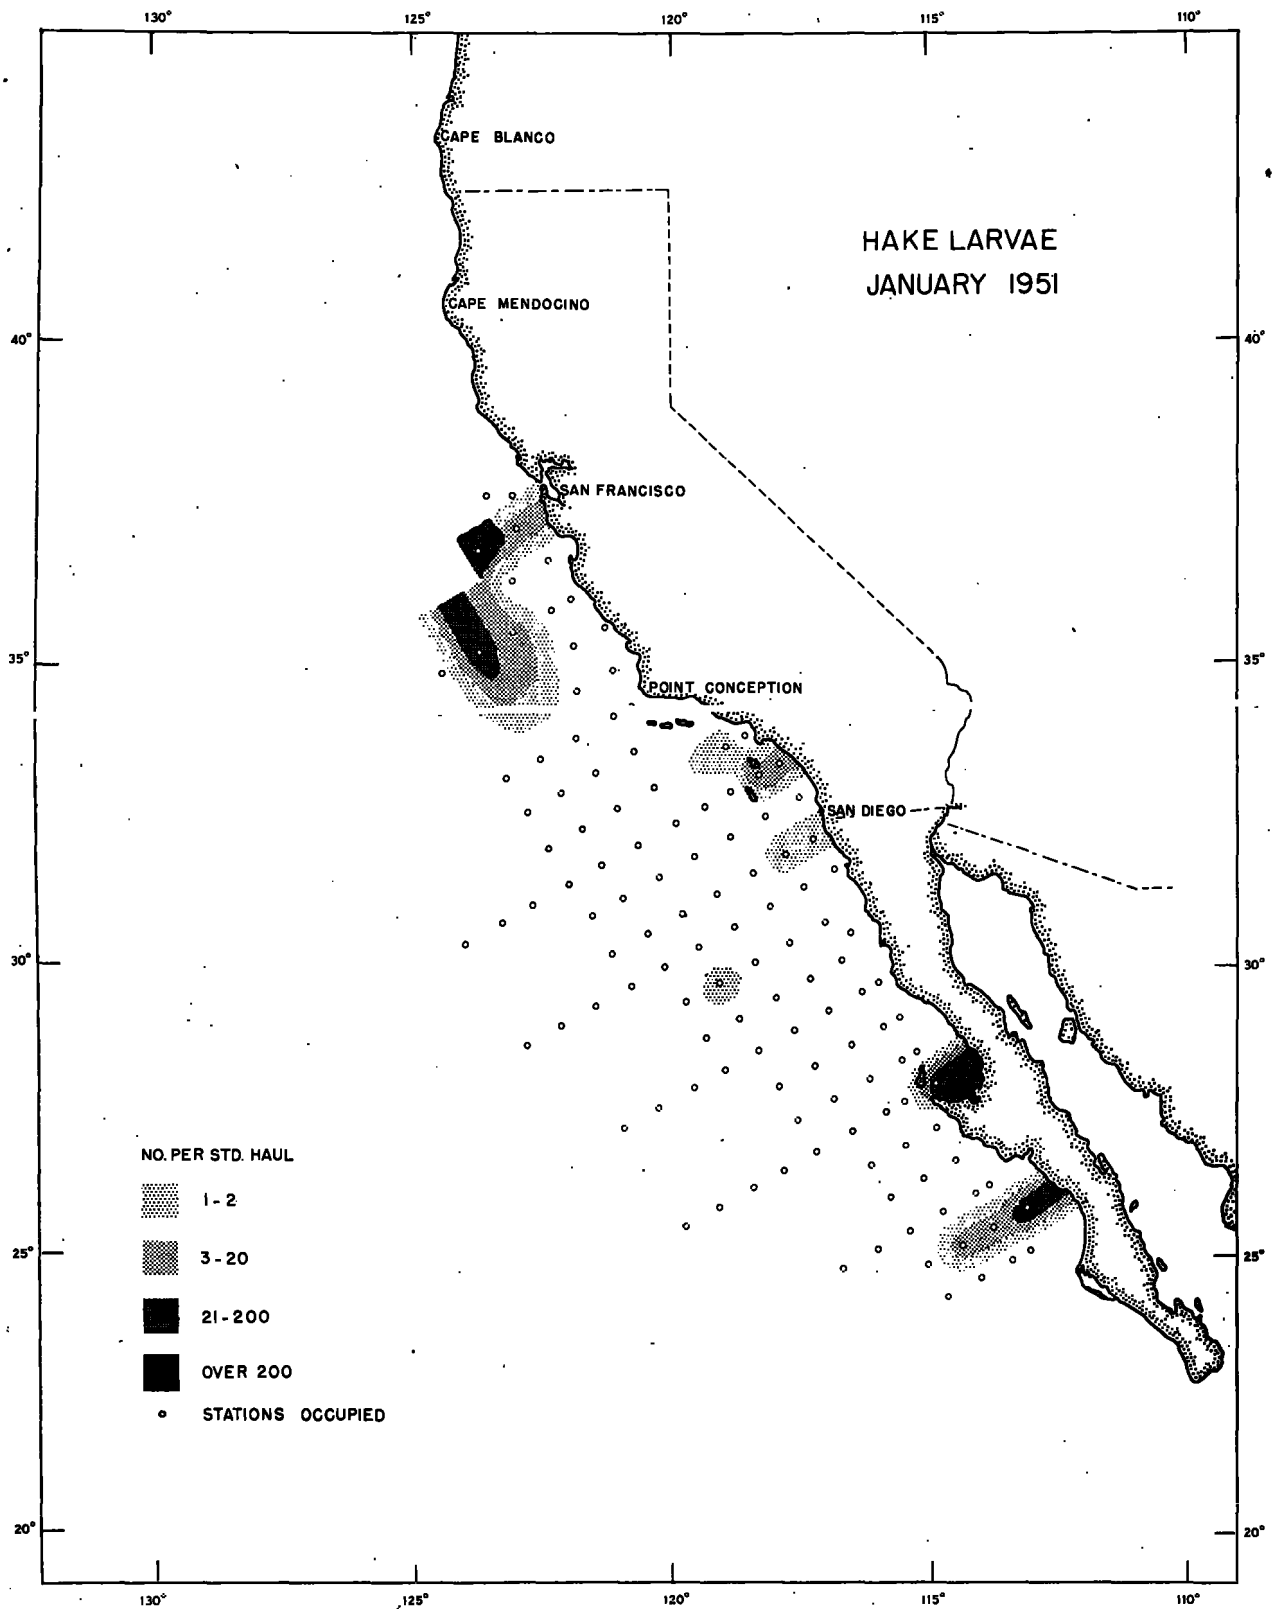 130° 125° 120° 115° 110°
CAPE BLANCO
HAKE LARVAE
JANUARY 1951
CAPE MENDOCINO
40° 40°
SAN FRANCISCO
35° 35°
POINT CONCEPTION
SAN DIEGO
30° 30°
NO. PER STD. HAUL
1-2
3-20
25° 25°
21-200
OVER 200
STATIONS OCCUPIED
20° 20°
130° 125° 120° 115° 110°